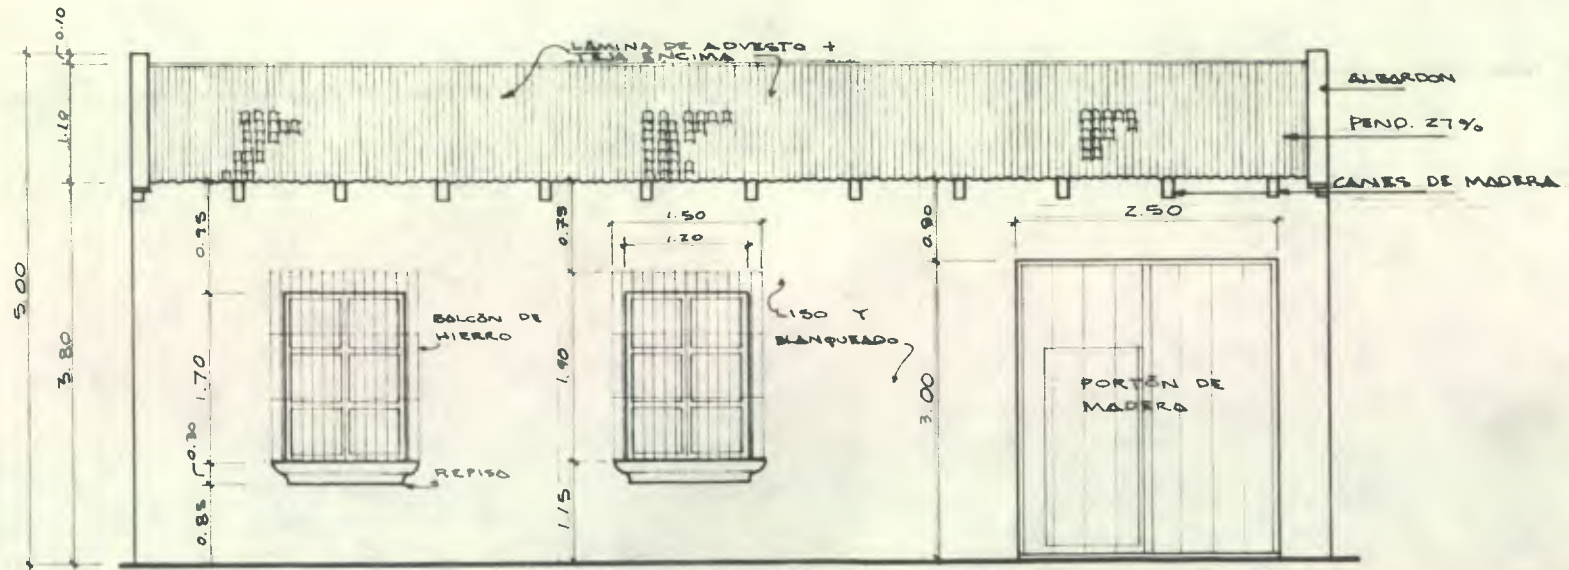 LAMINA DE ADVESTO +
TEJA ENCIMA
ALBARDON
PEND. 27%
CANES DE MADERA
0.10
1.10
5.00
3.80
0.95
1.70
0.30
0.85
BALCÓN DE
HIERRO
REPISO
0.75
1.90
1.15
1.50
1.20
LISO Y
BLANQUEADO
0.80
3.00
2.50
PORTÓN DE
MADERA